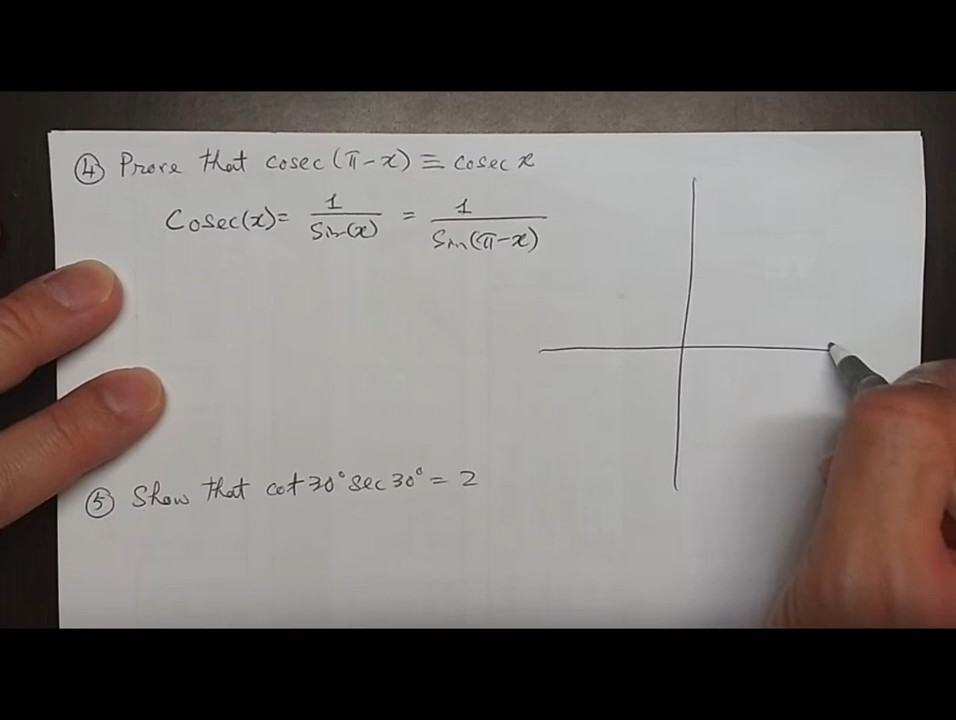 ④ Prove that cosec(π-x) ≡ cosec x
Cosec(x) = 1/Sin(x) = 1/Sin(π-x)
⑤ Show that cot 30° sec 30° = 2